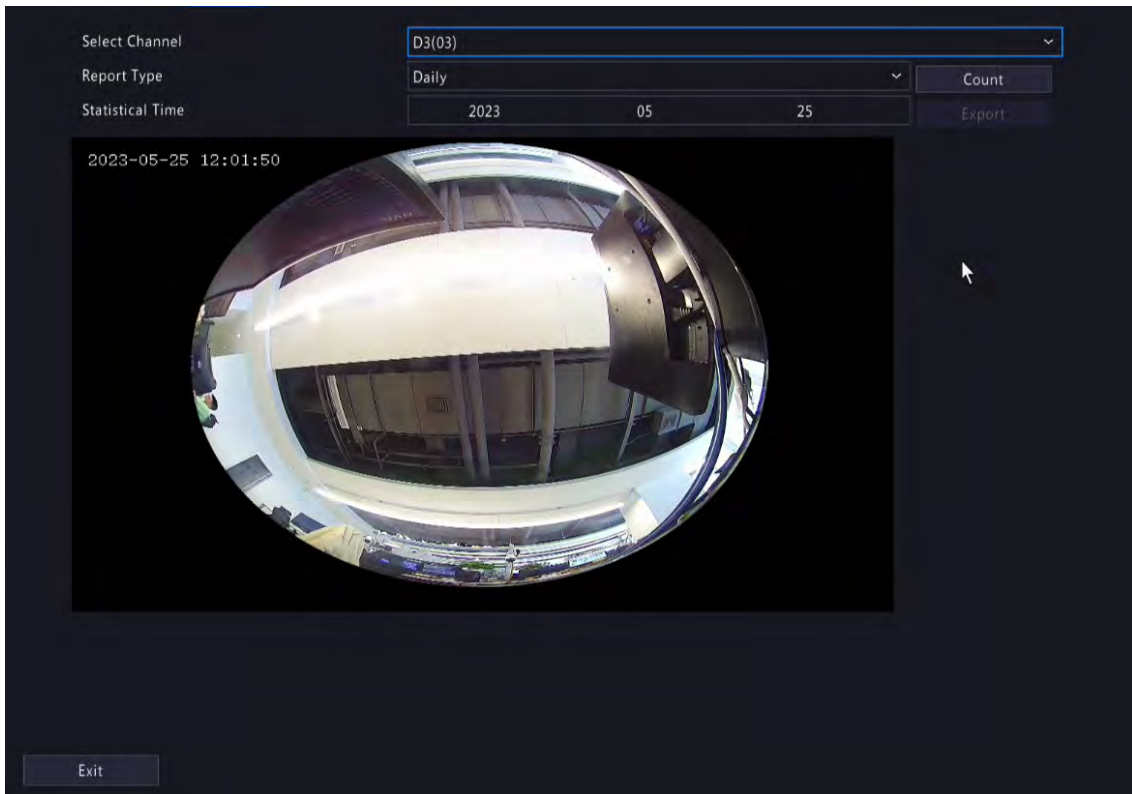 Select Channel D3(03)
Report Type Daily Count
Statistical Time 2023 05 25 Export
2023-05-25 12:01:50
Exit